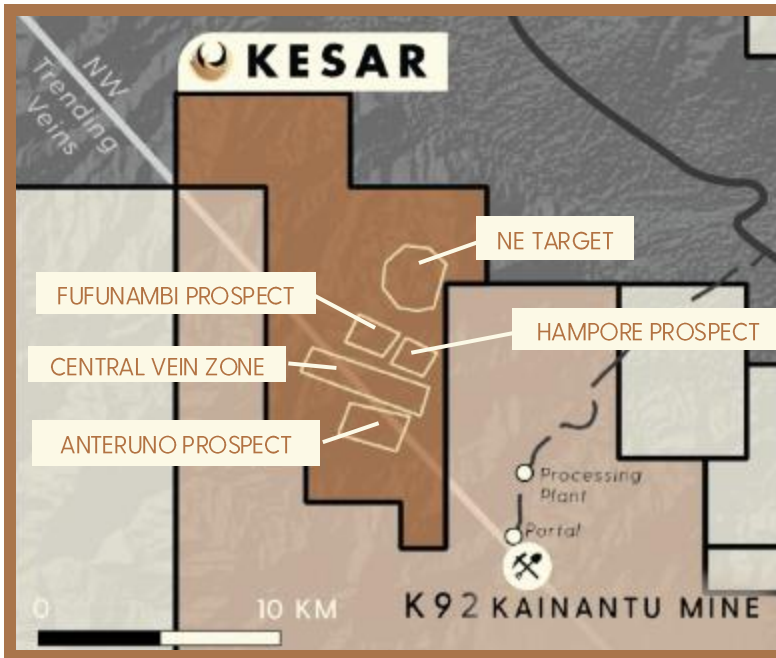 KESAR
NW
Trending
Veins
NE TARGET
FUFUNAMBI PROSPECT
HAMPORE PROSPECT
CENTRAL VEIN ZONE
ANTERUNO PROSPECT
Processing
Plant
Portal
K92 KAINANTU MINE
0 10 KM